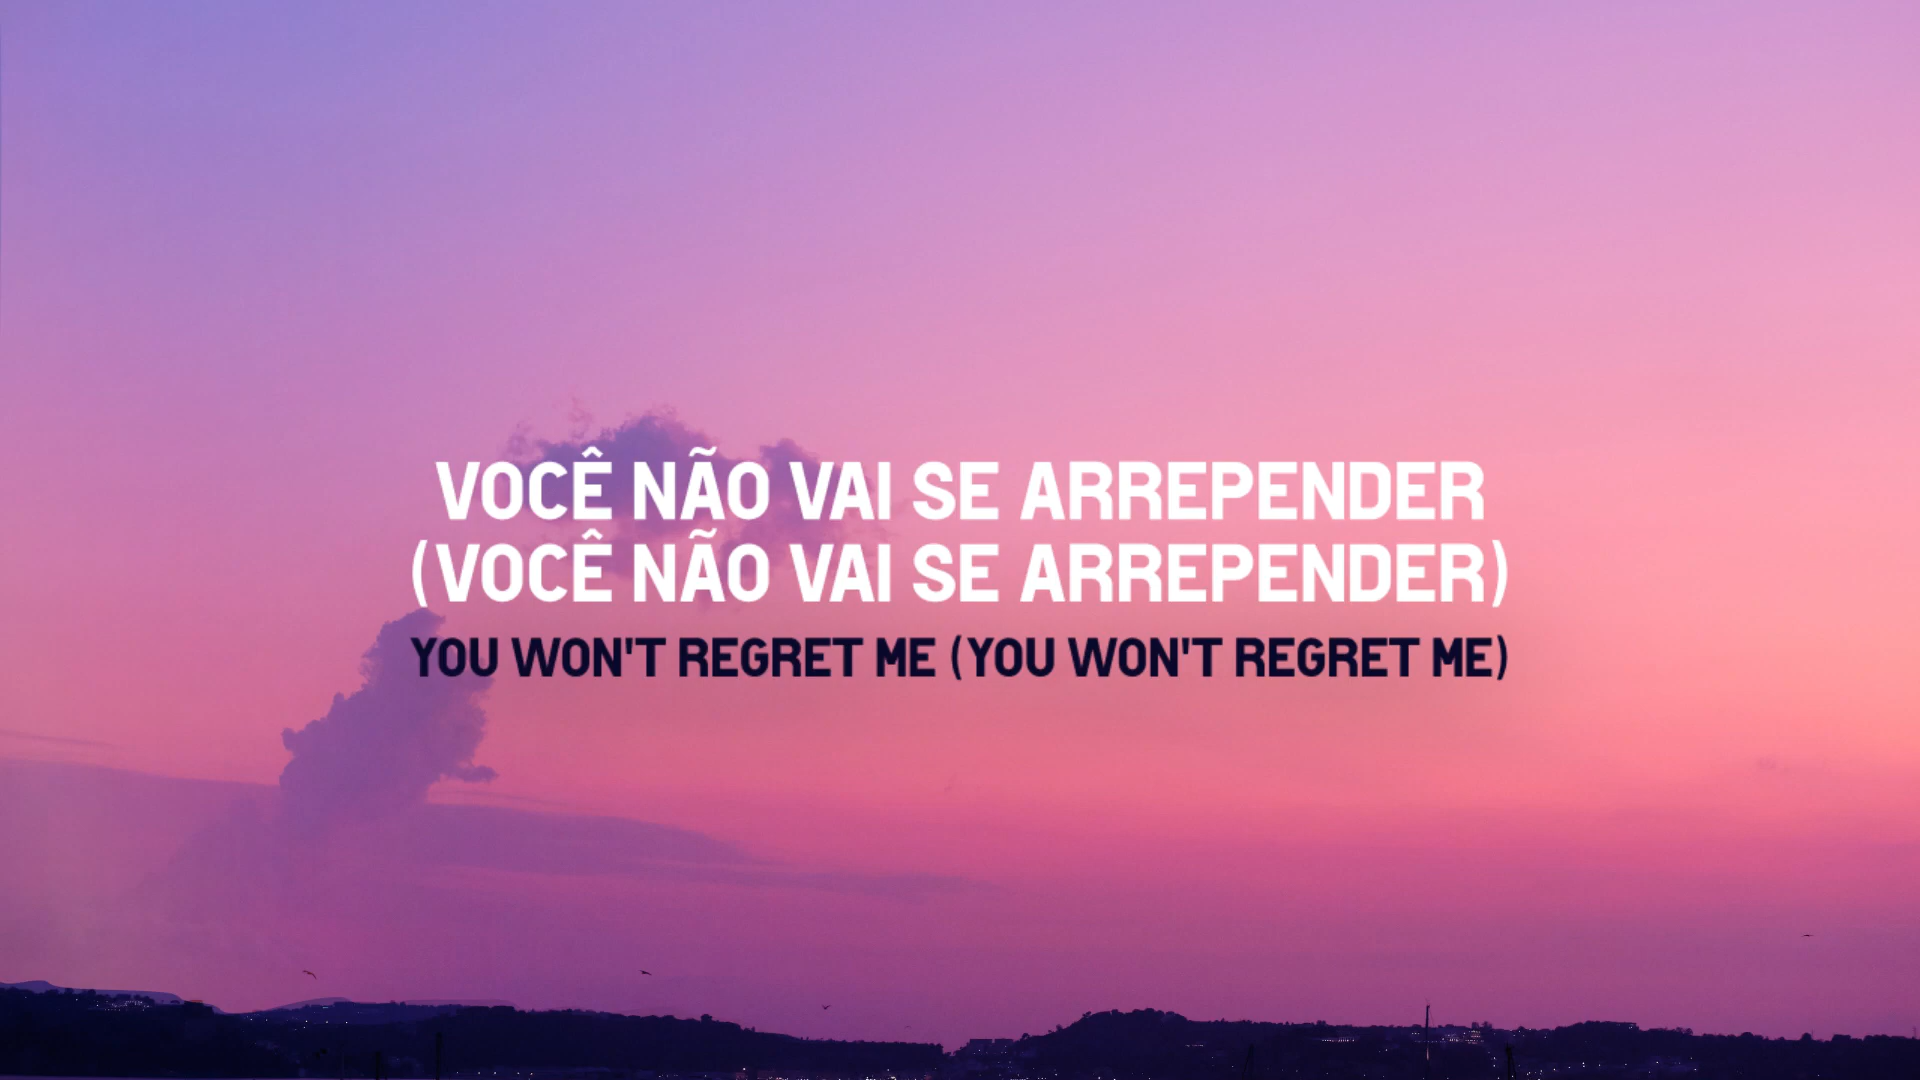 VOCÊ NÃO VAI SE ARREPENDER
(VOCÊ NÃO VAI SE ARREPENDER)
YOU WON'T REGRET ME (YOU WON'T REGRET ME)